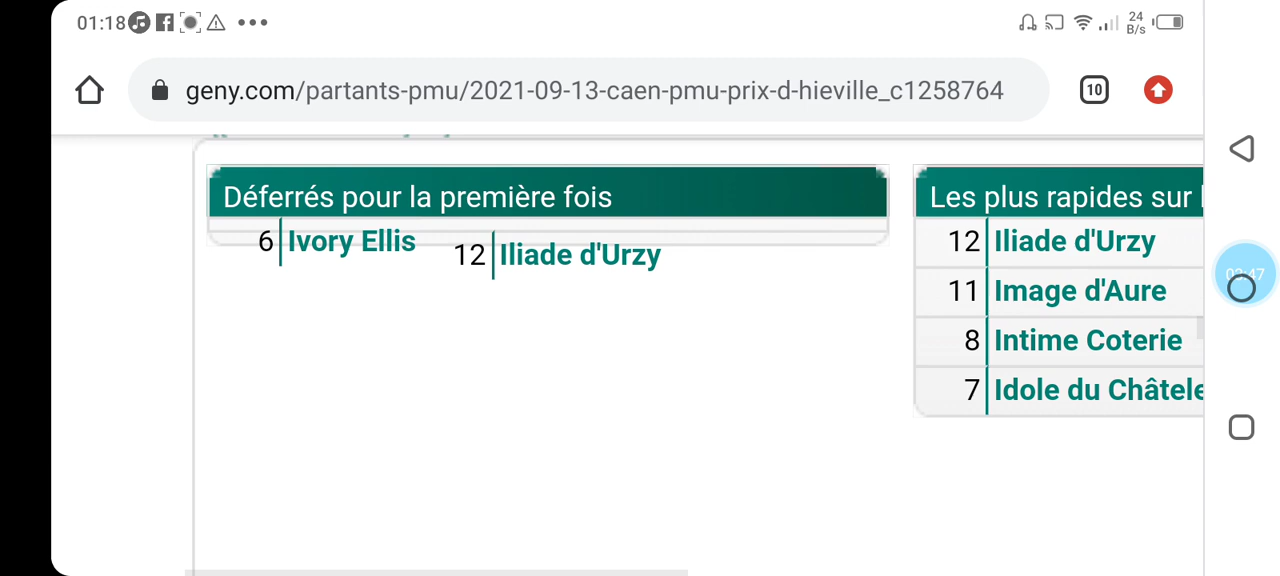 01:18
24
B/s
geny.com/partants-pmu/2021-09-13-caen-pmu-prix-d-hieville_c1258764
10
Déferrés pour la première fois
6 Ivory Ellis
12 Iliade d'Urzy
Les plus rapides sur
12 Iliade d'Urzy
11 Image d'Aure
8 Intime Coterie
7 Idole du Châtele